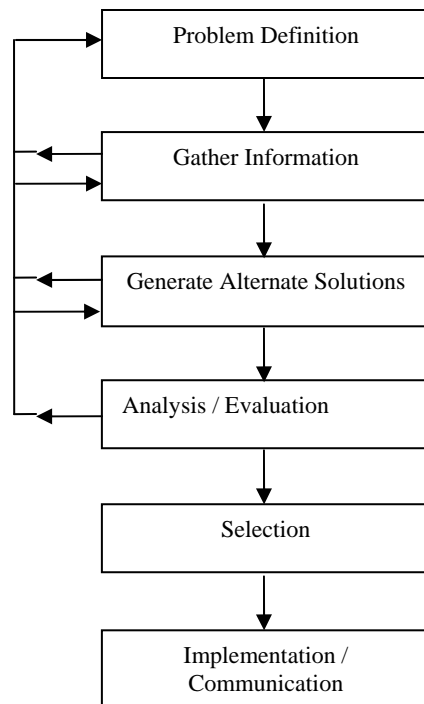 Problem Definition
Gather Information
Generate Alternate Solutions
Analysis / Evaluation
Selection
Implementation /
Communication